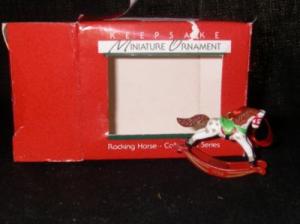 KEEPSAKE
MINIATURE ORNAMENT
Rocking Horse - Collector's Series